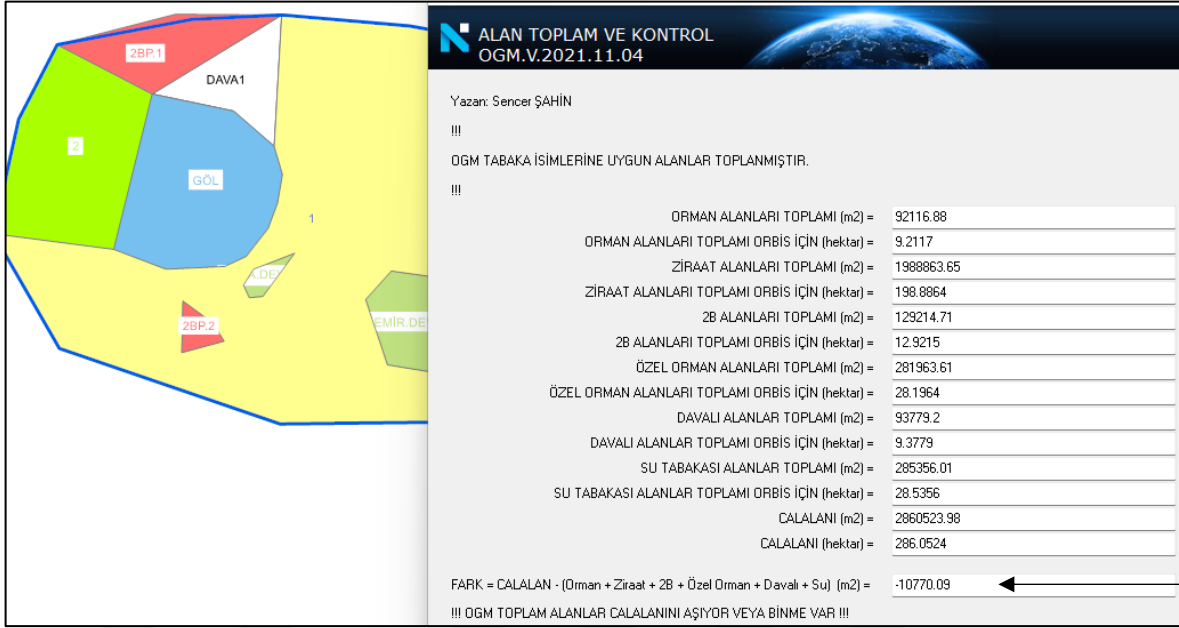 2BP.1
DAVA1
2
GÖL
1
A.DEV
2BP.2
EMİR.DE
ALAN TOPLAM VE KONTROL
OGM.V.2021.11.04
Yazan: Sencer ŞAHİN
!!!
OGM TABAKA İSİMLERİNE UYGUN ALANLAR TOPLANMIŞTIR.
!!!
ORMAN ALANLARI TOPLAMI (m2) = 92116.88
ORMAN ALANLARI TOPLAMI ORBİS İÇİN (hektar) = 9.2117
ZİRAAT ALANLARI TOPLAMI (m2) = 1988863.65
ZİRAAT ALANLARI TOPLAMI ORBİS İÇİN (hektar) = 198.8864
2B ALANLARI TOPLAMI (m2) = 129214.71
2B ALANLARI TOPLAMI ORBİS İÇİN (hektar) = 12.9215
ÖZEL ORMAN ALANLARI TOPLAMI (m2) = 281963.61
ÖZEL ORMAN ALANLARI TOPLAMI ORBİS İÇİN (hektar) = 28.1964
DAVALI ALANLAR TOPLAMI (m2) = 93779.2
DAVALI ALANLAR TOPLAMI ORBİS İÇİN (hektar) = 9.3779
SU TABAKASI ALANLAR TOPLAMI (m2) = 285356.01
SU TABAKASI ALANLAR TOPLAMI ORBİS İÇİN (hektar) = 28.5356
CALALANI (m2) = 2860523.98
CALALANI (hektar) = 286.0524
FARK = CALALAN - (Orman + Ziraat + 2B + Özel Orman + Davalı + Su) (m2) = -10770.09
!!! OGM TOPLAM ALANLAR CALALANINI AŞIYOR VEYA BİNME VAR !!!